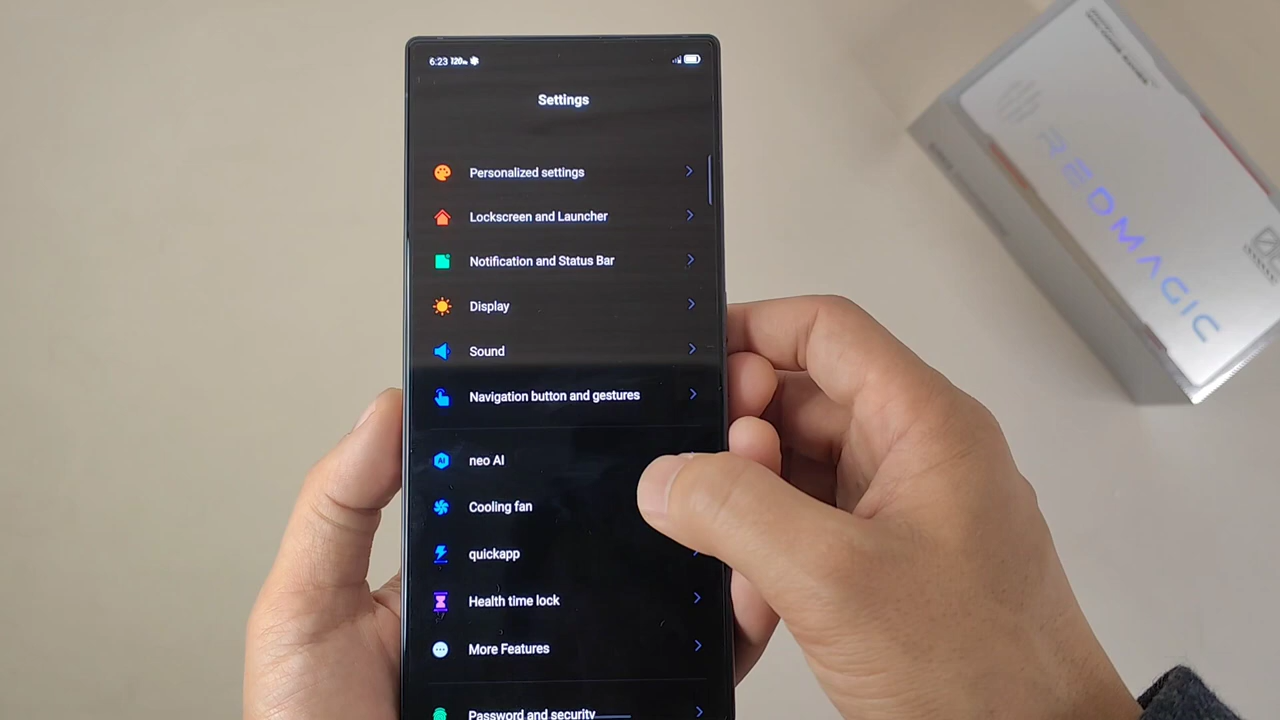 6:23
Settings
Personalized settings
Lockscreen and Launcher
Notification and Status Bar
Display
Sound
Navigation button and gestures
AI
neo AI
Cooling fan
quickapp
Health time lock
More Features
Password and security
REDMAGIC